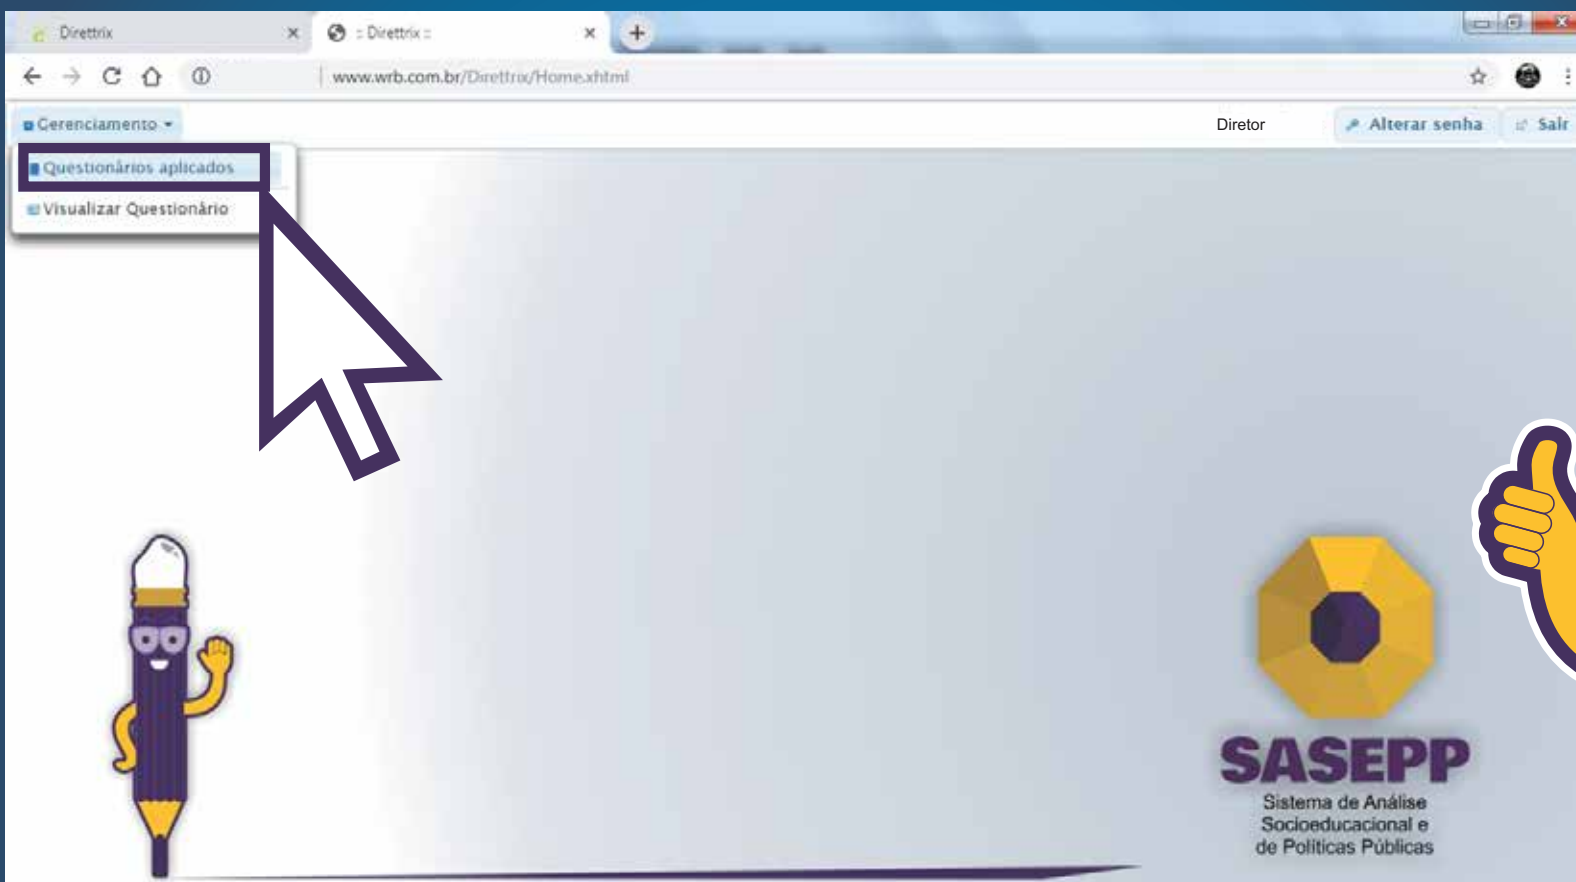 Direttrix
:: Direttrix ::
www.wrb.com.br/Direttrix/Home.xhtml
Gerenciamento
Diretor
Alterar senha
Sair
Questionários aplicados
Visualizar Questionário
SASEPP
Sistema de Análise
Socioeducacional e
de Políticas Públicas